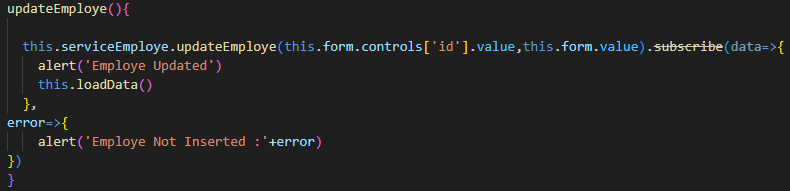 updateEmploye(){
this.serviceEmploye.updateEmploye(this.form.controls['id'].value,this.form.value).subscribe(data=>{
alert('Employe Updated')
this.loadData()
},
error=>{
alert('Employe Not Inserted :'+error)
})
}